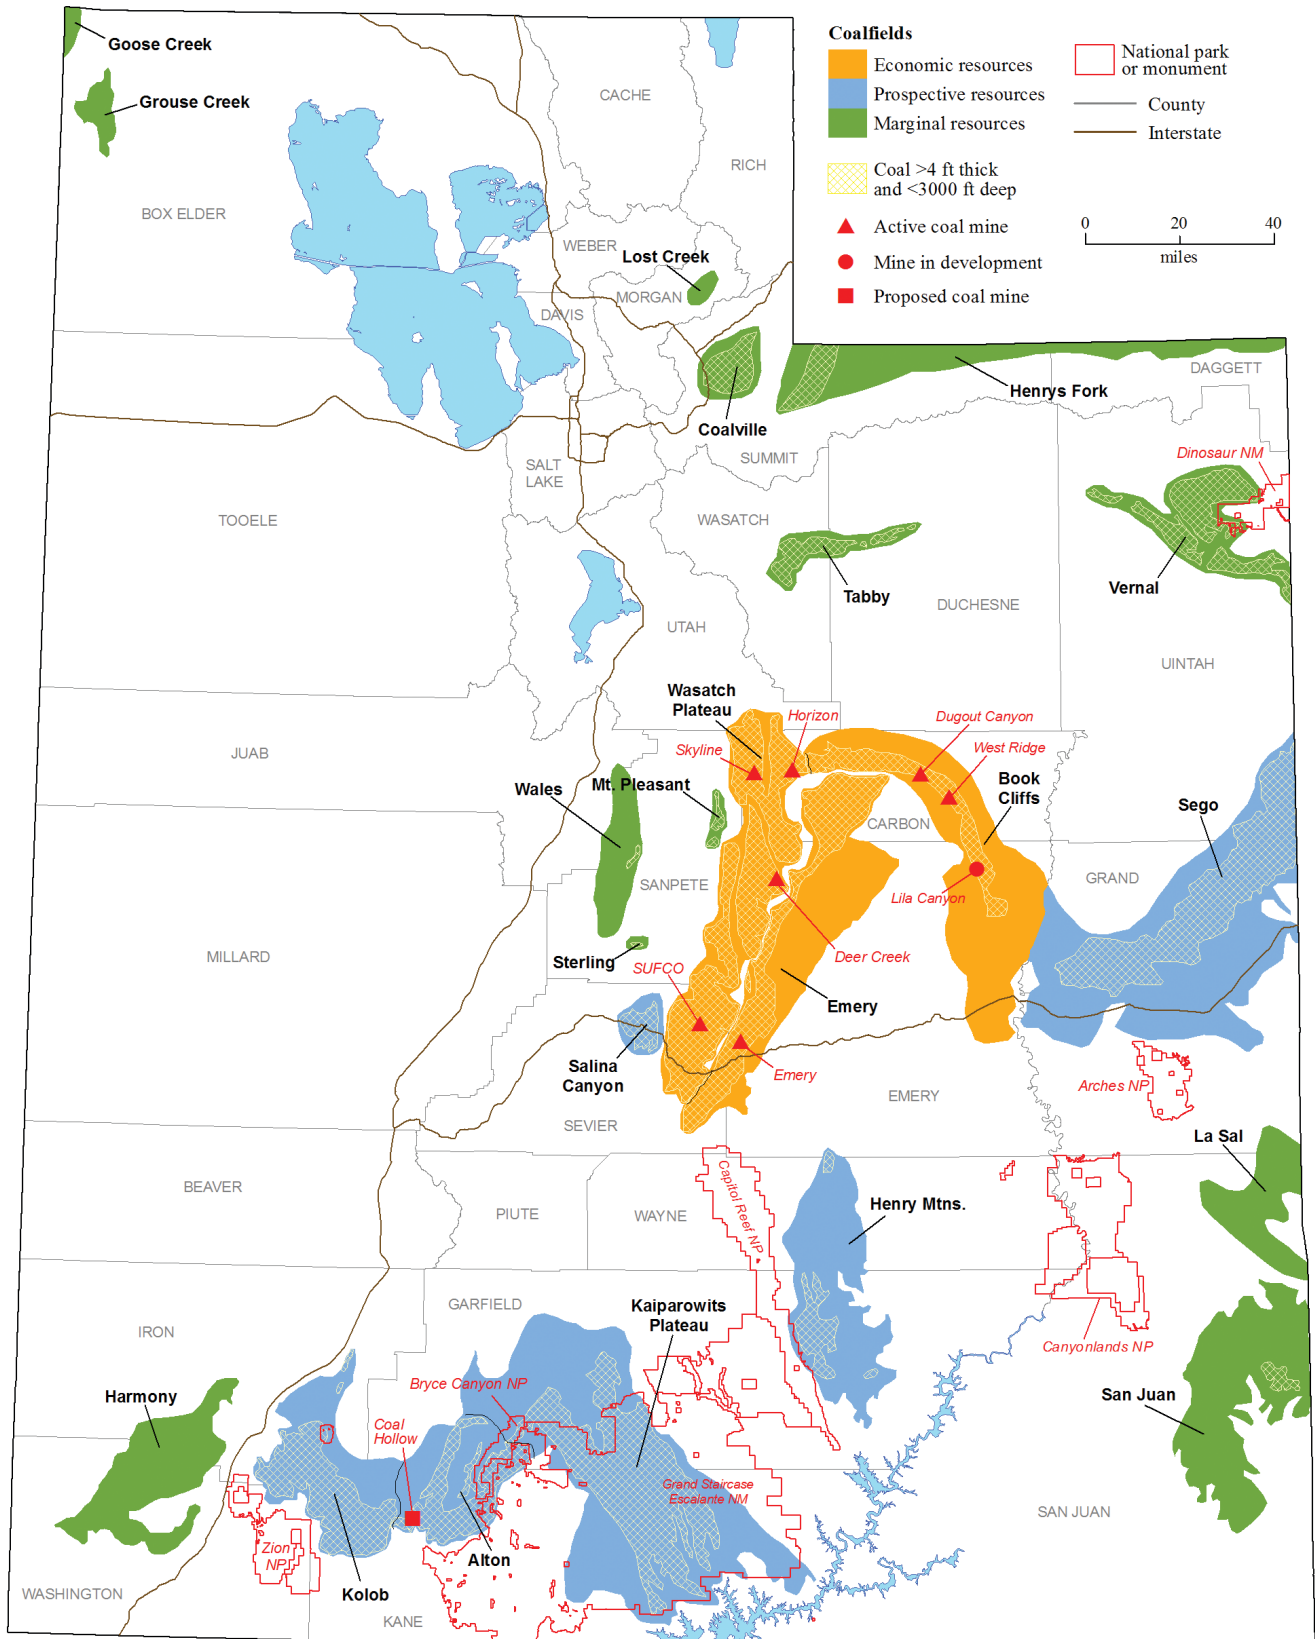 Coalfields
Economic resources
Prospective resources
Marginal resources
Coal >4 ft thick
and <3000 ft deep
Active coal mine
Mine in development
Proposed coal mine
National park
or monument
County
Interstate
0 20 40
miles
Goose Creek
Grouse Creek
CACHE
RICH
BOX ELDER
WEBER
Lost Creek
MORGAN
DAVIS
DAGGETT
Henrys Fork
Coalville
SUMMIT
Dinosaur NM
SALT
LAKE
TOOELE
WASATCH
Vernal
Tabby
DUCHESNE
UTAH
UINTAH
Wasatch
Plateau
Horizon
Dugout Canyon
Skyline
West Ridge
JUAB
Book
Cliffs
Wales
Mt. Pleasant
Sego
CARBON
SANPETE
GRAND
Lila Canyon
MILLARD
Deer Creek
Sterling
SUFCO
Emery
Salina
Canyon
Emery
Arches NP
EMERY
SEVIER
La Sal
Capitol Reef NP
BEAVER
PIUTE
WAYNE
Henry Mtns.
GARFIELD
Kaiparowits
Plateau
IRON
Canyonlands NP
Bryce Canyon NP
Harmony
San Juan
Coal
Hollow
Grand Staircase
Escalante NM
SAN JUAN
Zion
NP
Alton
WASHINGTON
Kolob
KANE